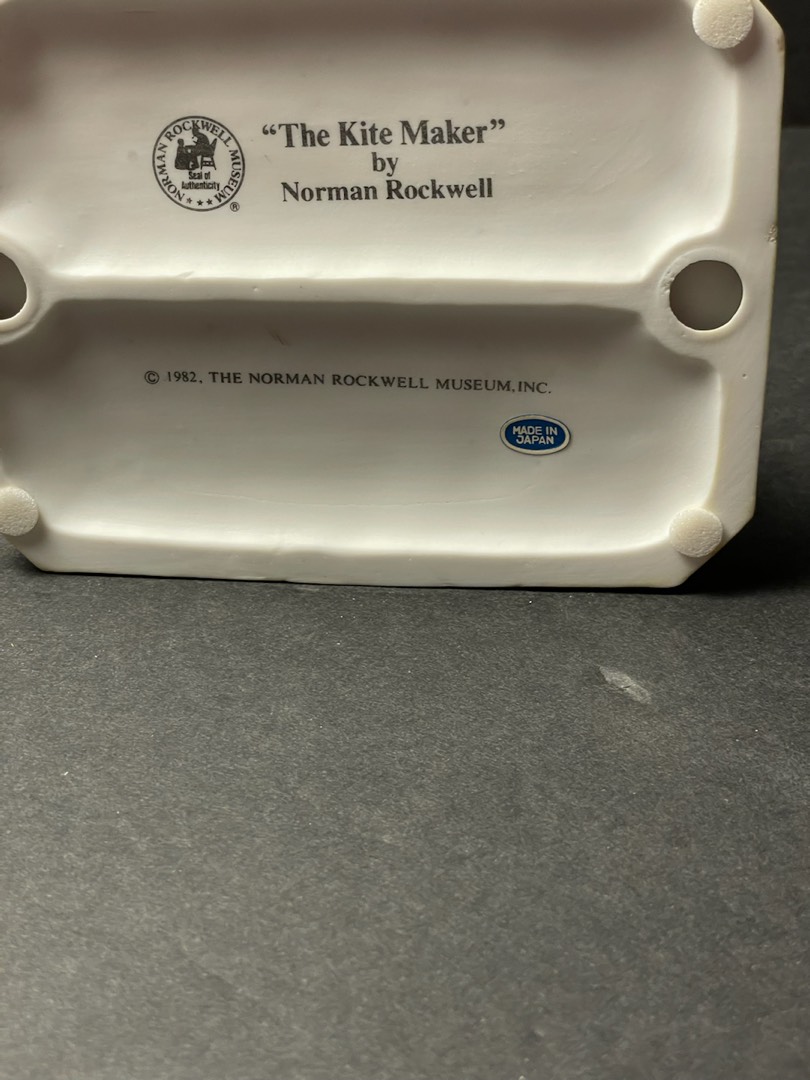 NORMAN ROCKWELL MUSEUM
Seal of
Authenticity
®
“The Kite Maker”
by
Norman Rockwell
© 1982, THE NORMAN ROCKWELL MUSEUM, INC.
MADE IN
JAPAN